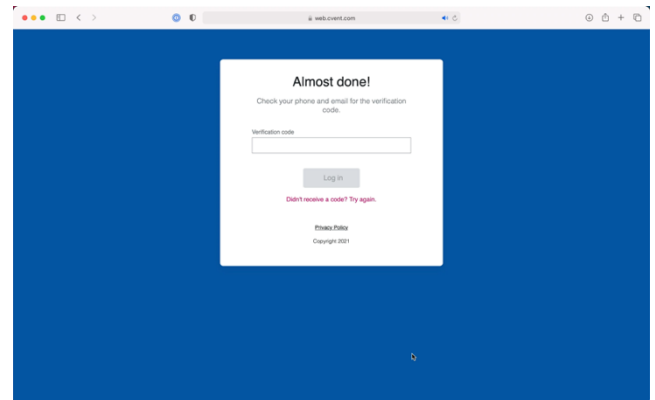 web.cvent.com
Almost done!
Check your phone and email for the verification
code.
Verification code
Log in
Didn't receive a code? Try again.
Privacy Policy
Copyright 2021